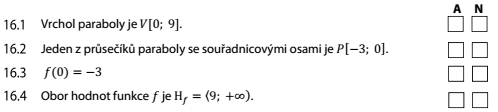 A N
16.1 Vrchol paraboly je V[0; 9].
16.2 Jeden z průsečíků paraboly se souřadnicovými osami je P[−3; 0].
16.3 f(0) = −3
16.4 Obor hodnot funkce f je H_f = ⟨9; +∞).